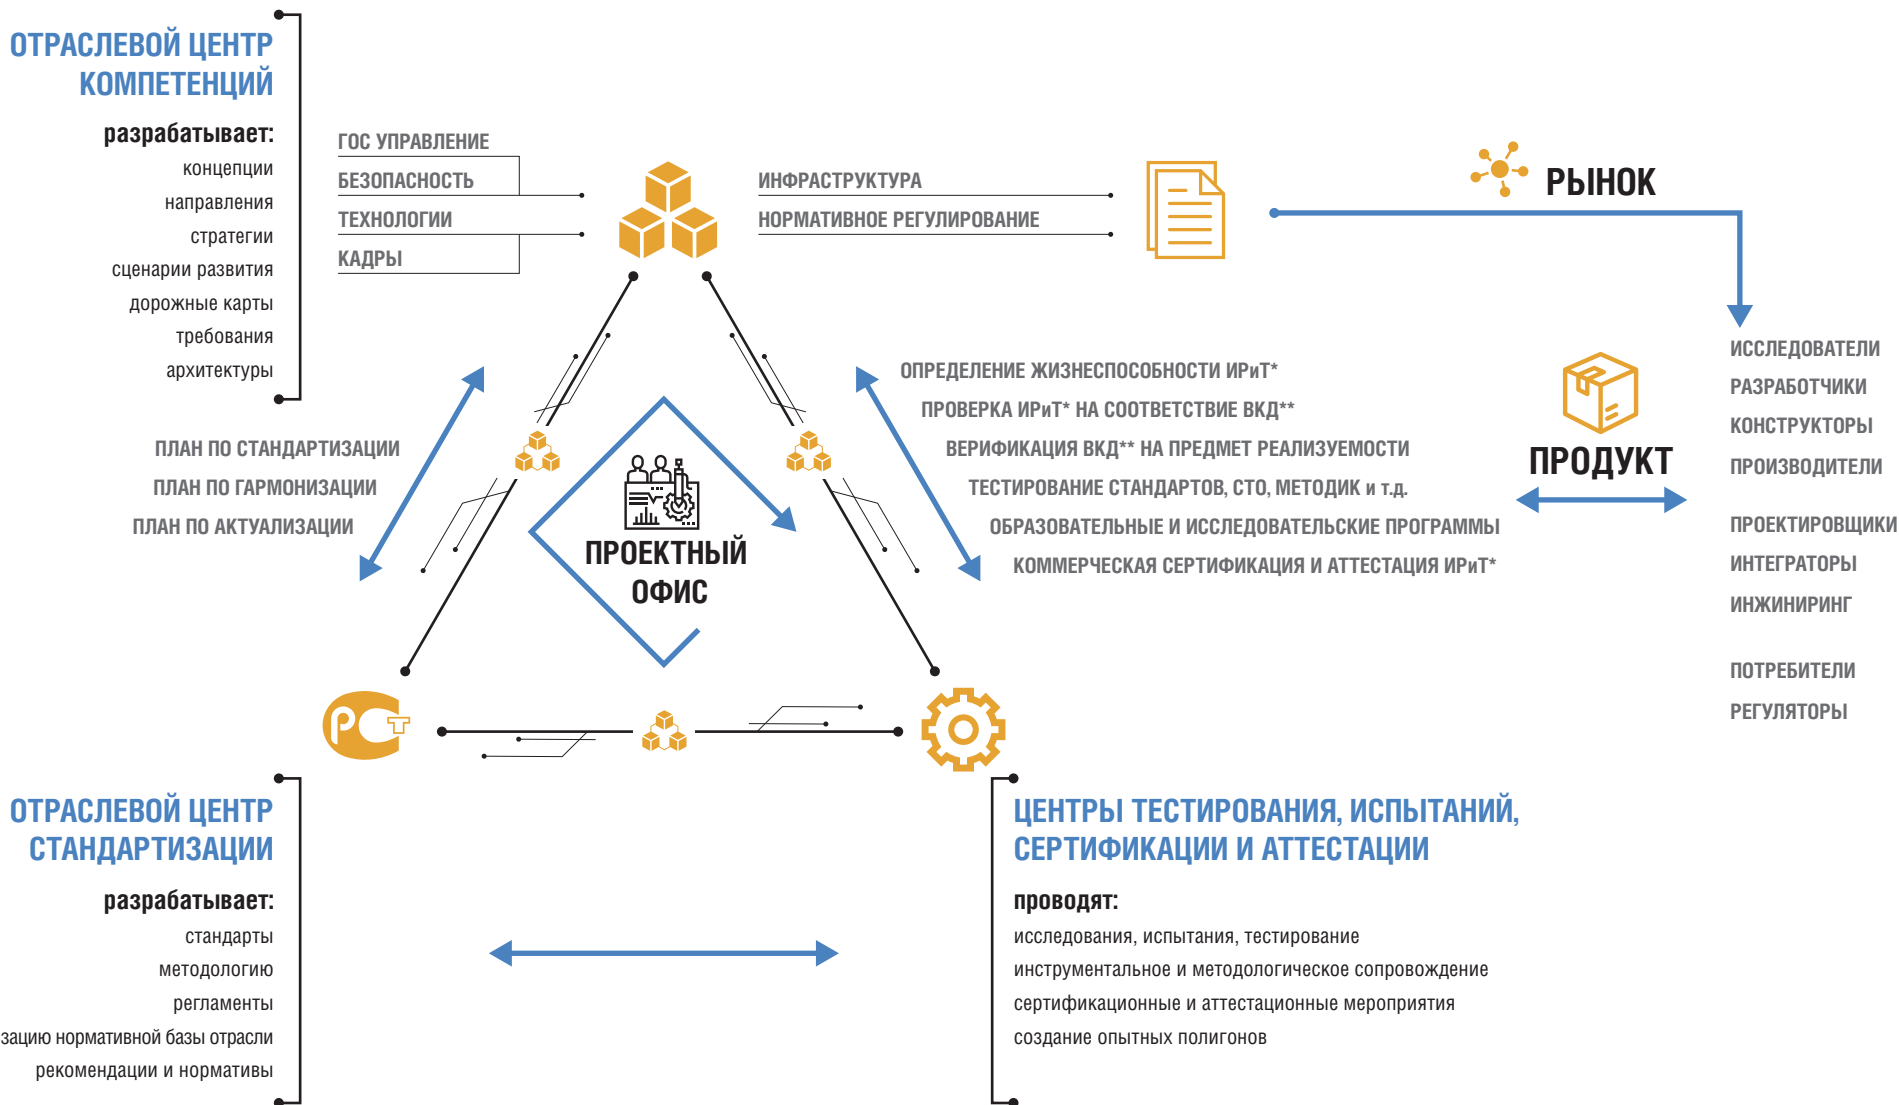 ОТРАСЛЕВОЙ ЦЕНТР
КОМПЕТЕНЦИЙ
разрабатывает:
концепции
направления
стратегии
сценарии развития
дорожные карты
требования
архитектуры
ГОС УПРАВЛЕНИЕ
БЕЗОПАСНОСТЬ
ТЕХНОЛОГИИ
КАДРЫ
ИНФРАСТРУКТУРА
НОРМАТИВНОЕ РЕГУЛИРОВАНИЕ
РЫНОК
ПЛАН ПО СТАНДАРТИЗАЦИИ
ПЛАН ПО ГАРМОНИЗАЦИИ
ПЛАН ПО АКТУАЛИЗАЦИИ
ПРОЕКТНЫЙ
ОФИС
ОПРЕДЕЛЕНИЕ ЖИЗНЕСПОСОБНОСТИ ИРиТ*
ПРОВЕРКА ИРиТ* НА СООТВЕТСТВИЕ ВКД**
ВЕРИФИКАЦИЯ ВКД** НА ПРЕДМЕТ РЕАЛИЗУЕМОСТИ
ТЕСТИРОВАНИЕ СТАНДАРТОВ, СТО, МЕТОДИК и т.д.
ОБРАЗОВАТЕЛЬНЫЕ И ИССЛЕДОВАТЕЛЬСКИЕ ПРОГРАММЫ
КОММЕРЧЕСКАЯ СЕРТИФИКАЦИЯ И АТТЕСТАЦИЯ ИРиТ*
ПРОДУКТ
ИССЛЕДОВАТЕЛИ
РАЗРАБОТЧИКИ
КОНСТРУКТОРЫ
ПРОИЗВОДИТЕЛИ
ПРОЕКТИРОВЩИКИ
ИНТЕГРАТОРЫ
ИНЖИНИРИНГ
ПОТРЕБИТЕЛИ
РЕГУЛЯТОРЫ
РСТ
ОТРАСЛЕВОЙ ЦЕНТР
СТАНДАРТИЗАЦИИ
разрабатывает:
стандарты
методологию
регламенты
зацию нормативной базы отрасли
рекомендации и нормативы
ЦЕНТРЫ ТЕСТИРОВАНИЯ, ИСПЫТАНИЙ,
СЕРТИФИКАЦИИ И АТТЕСТАЦИИ
проводят:
исследования, испытания, тестирование
инструментальное и методологическое сопровождение
сертификационные и аттестационные мероприятия
создание опытных полигонов